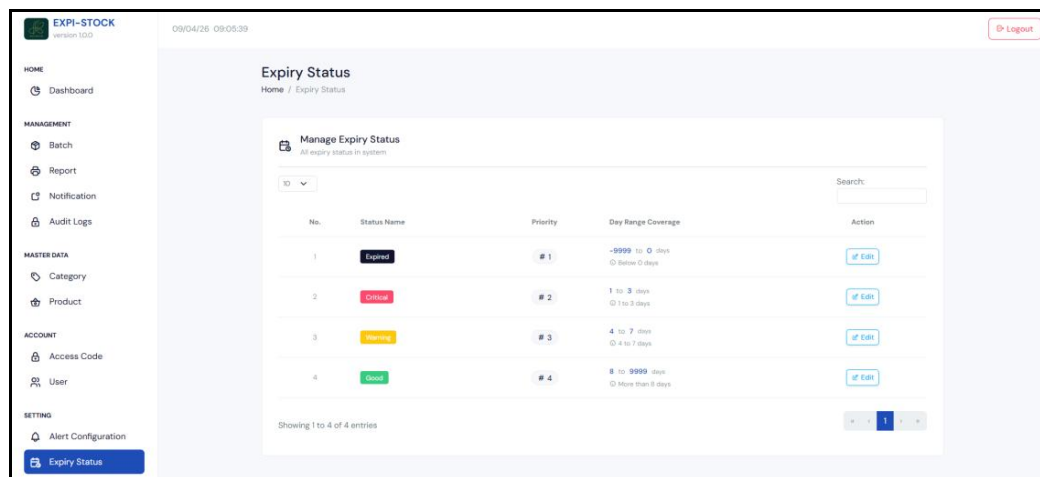 EXPI-STOCK
version 1.0.0
09/04/26 09:05:39
Logout
HOME
Dashboard
MANAGEMENT
Batch
Report
Notification
Audit Logs
MASTER DATA
Category
Product
ACCOUNT
Access Code
User
SETTING
Alert Configuration
Expiry Status
Expiry Status
Home / Expiry Status
Manage Expiry Status
All expiry status in system
10
Search:
No. Status Name Priority Day Range Coverage Action
1 Expired # 1 -9999 to 0 days Edit
Below 0 days
2 Critical # 2 1 to 3 days Edit
1 to 3 days
3 Warning # 3 4 to 7 days Edit
4 to 7 days
4 Good # 4 8 to 9999 days Edit
More than 8 days
Showing 1 to 4 of 4 entries
« ‹ 1 › »